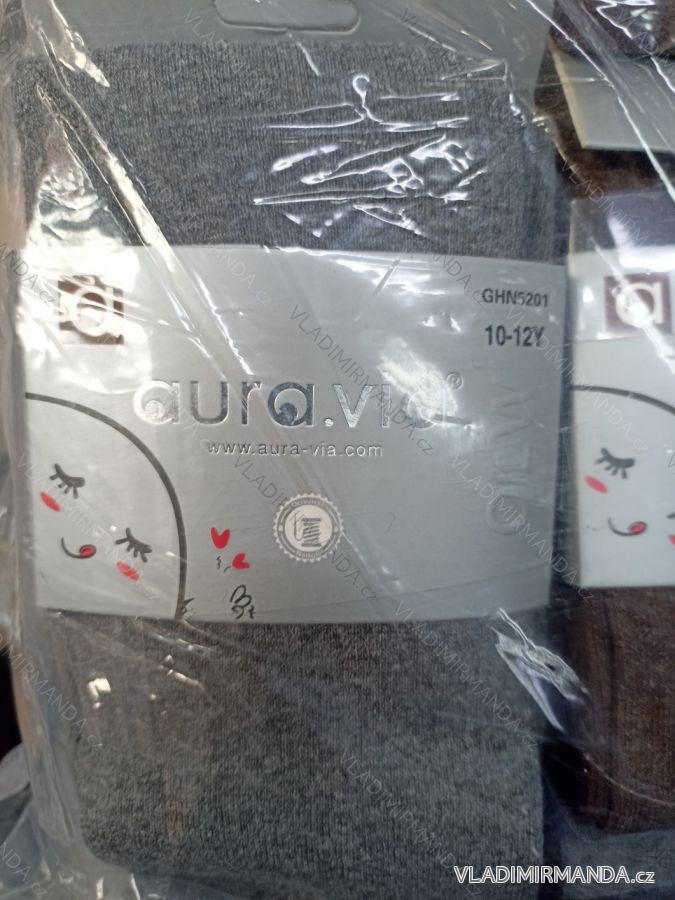 GHN5201
10-12Y
aura.via®
www.aura-via.com
VLADIMIRMANDA.cz